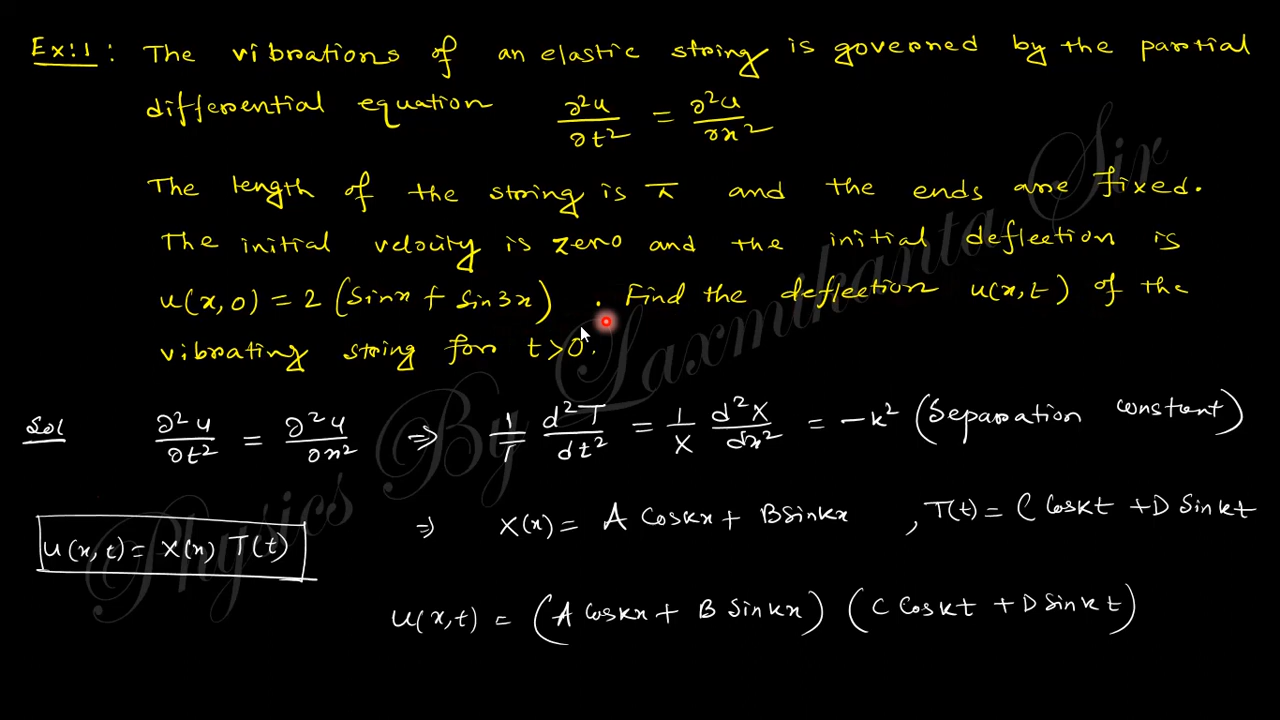 Ex:1: The vibrations of an elastic string is governed by the partial
differential equation ∂²u/∂t² = ∂²u/∂x²
The length of the string is π and the ends are fixed.
The initial velocity is zero and the initial deflection is
u(x,0) = 2 (sinx + sin3x) . Find the deflection u(x,t) of the
vibrating string for t>0.
Sol ∂²u/∂t² = ∂²u/∂x² ⇒ 1/T d²T/dt² = 1/X d²X/dx² = -k² (Separation constant)
⇒ X(x) = A Coskx + B Sinkx , T(t) = C Coskt + D Sinkt
u(x,t) = X(x) T(t)
u(x,t) = (A Coskx + B Sinkx) (C Coskt + D Sinkt)
Physics By Laxmikanta Sir